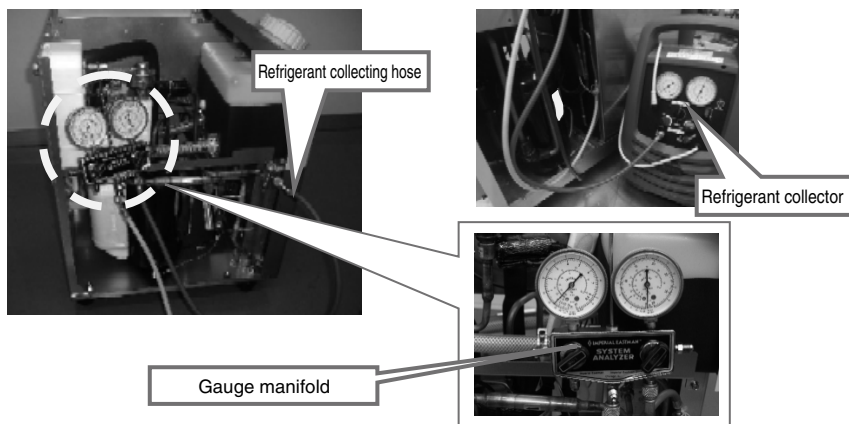 Refrigerant collecting hose
Refrigerant collector
IMPERIAL EASTMAN
SYSTEM
ANALYZER
Gauge manifold